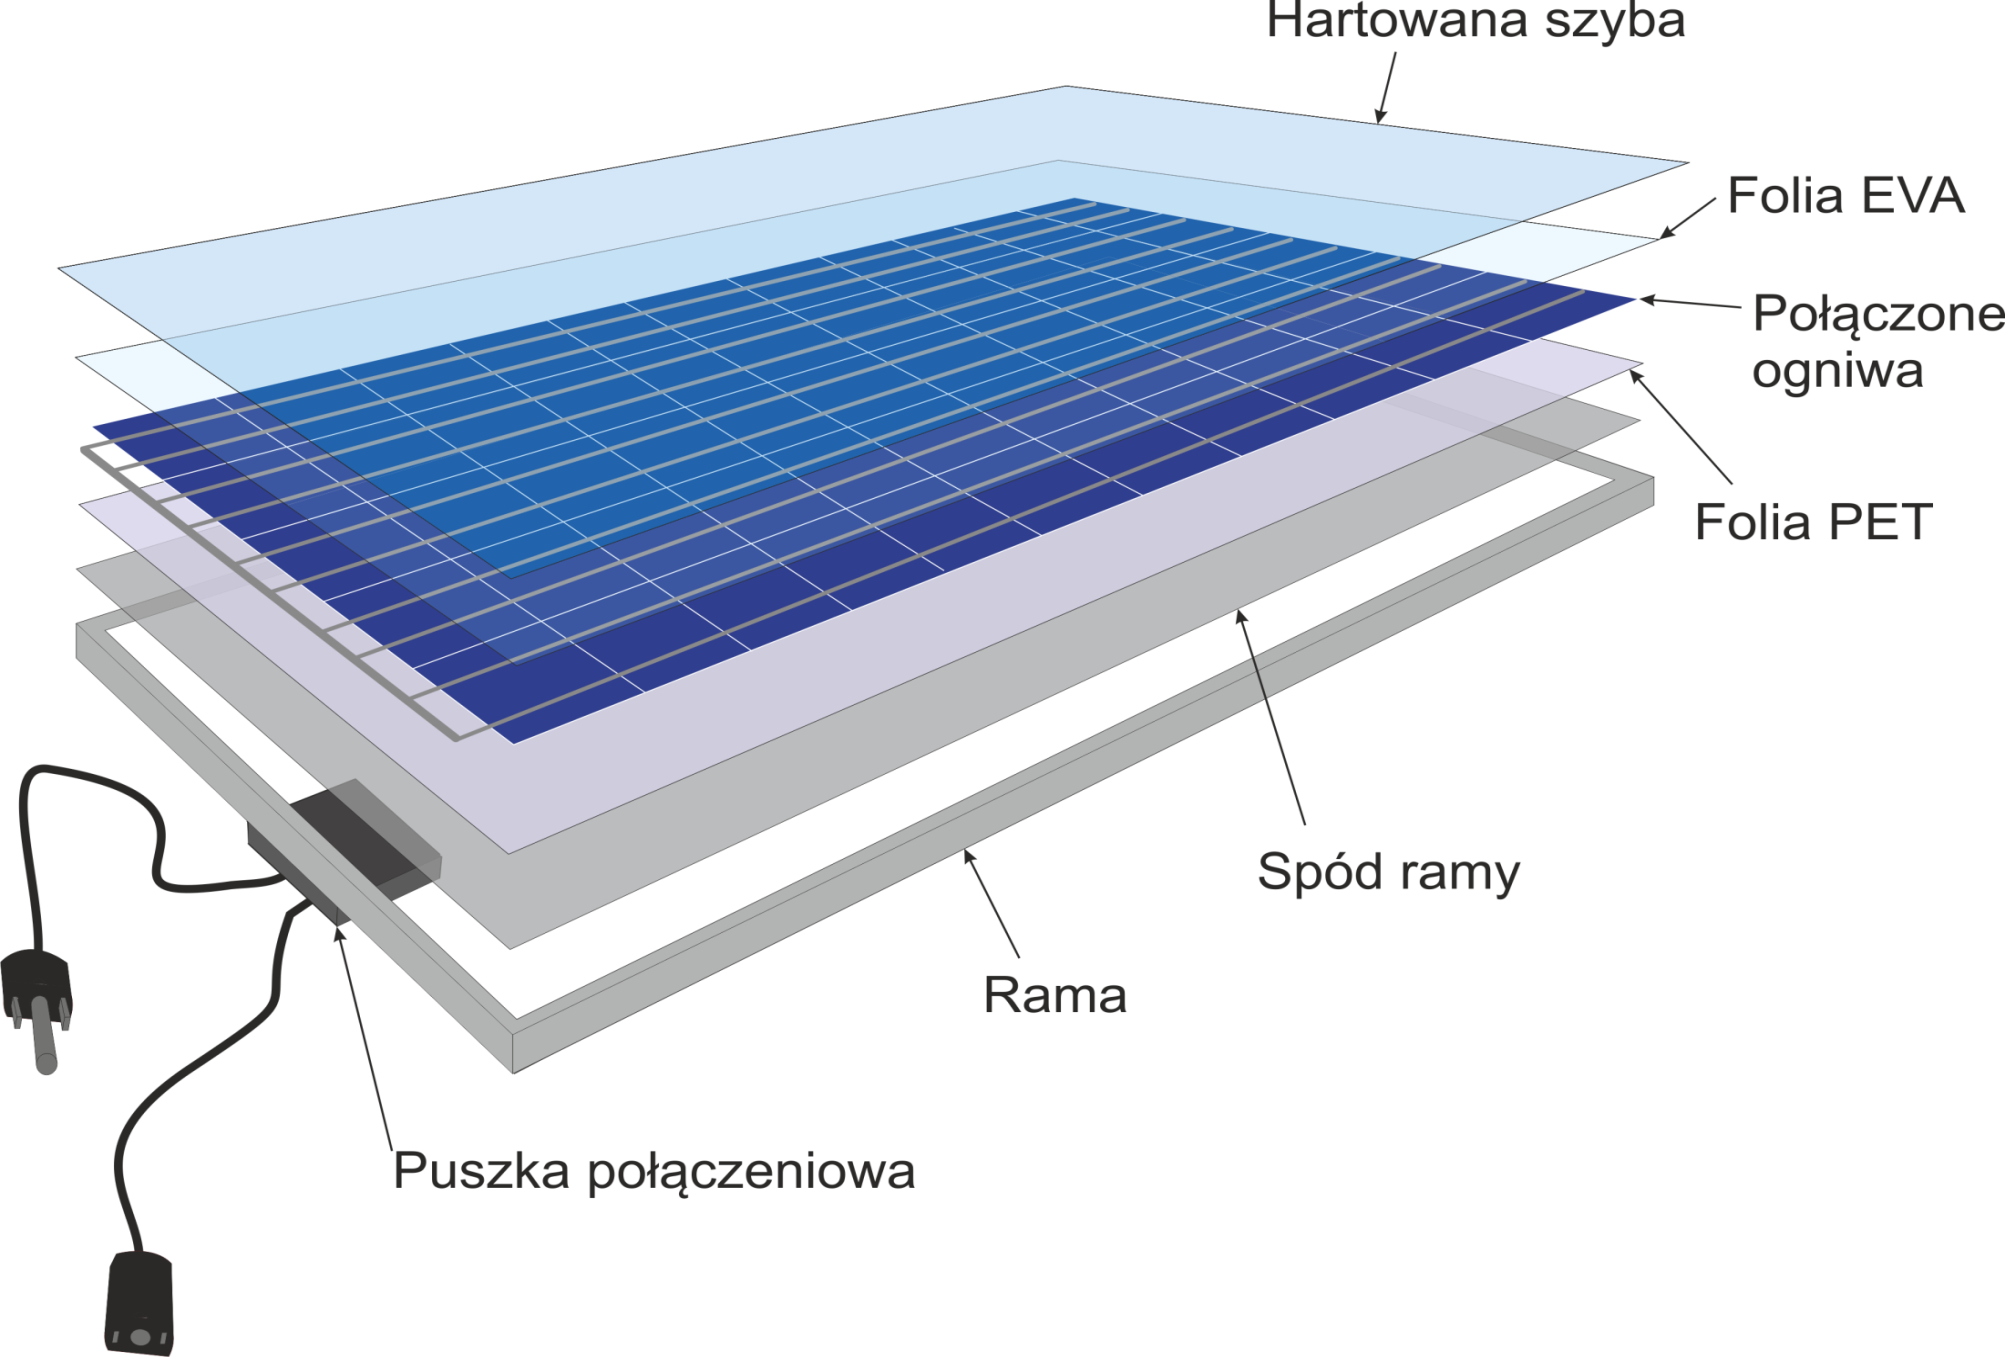 Hartowana szyba
Folia EVA
Połączone
ogniwa
Folia PET
Spód ramy
Rama
Puszka połączeniowa